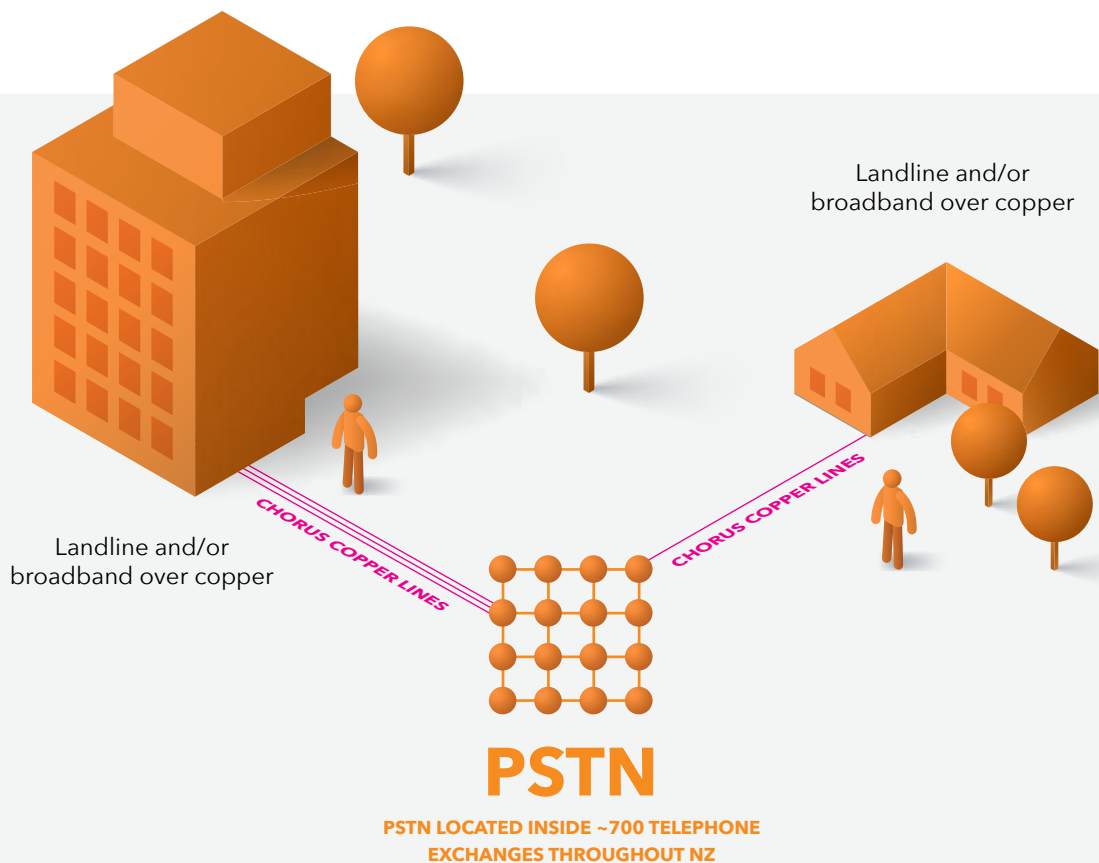 Landline and/or
broadband over copper
CHORUS COPPER LINES
CHORUS COPPER LINES
Landline and/or
broadband over copper
PSTN
PSTN LOCATED INSIDE ~700 TELEPHONE
EXCHANGES THROUGHOUT NZ